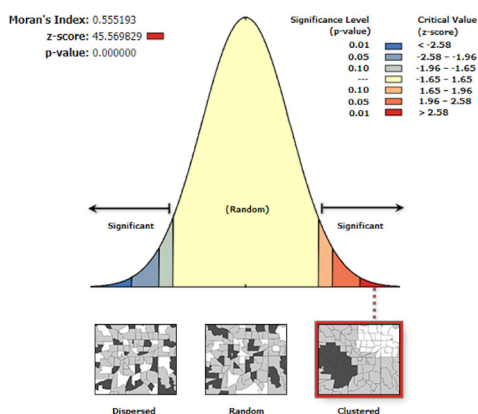 Moran's Index: 0.555193
z-score: 45.569829
p-value: 0.000000
Significance Level
(p-value)
Critical Value
(z-score)
0.01 < -2.58
0.05 -2.58 - -1.96
0.10 -1.96 - -1.65
--- -1.65 - 1.65
0.10 1.65 - 1.96
0.05 1.96 - 2.58
0.01 > 2.58
(Random)
Significant
Significant
Dispersed
Random
Clustered